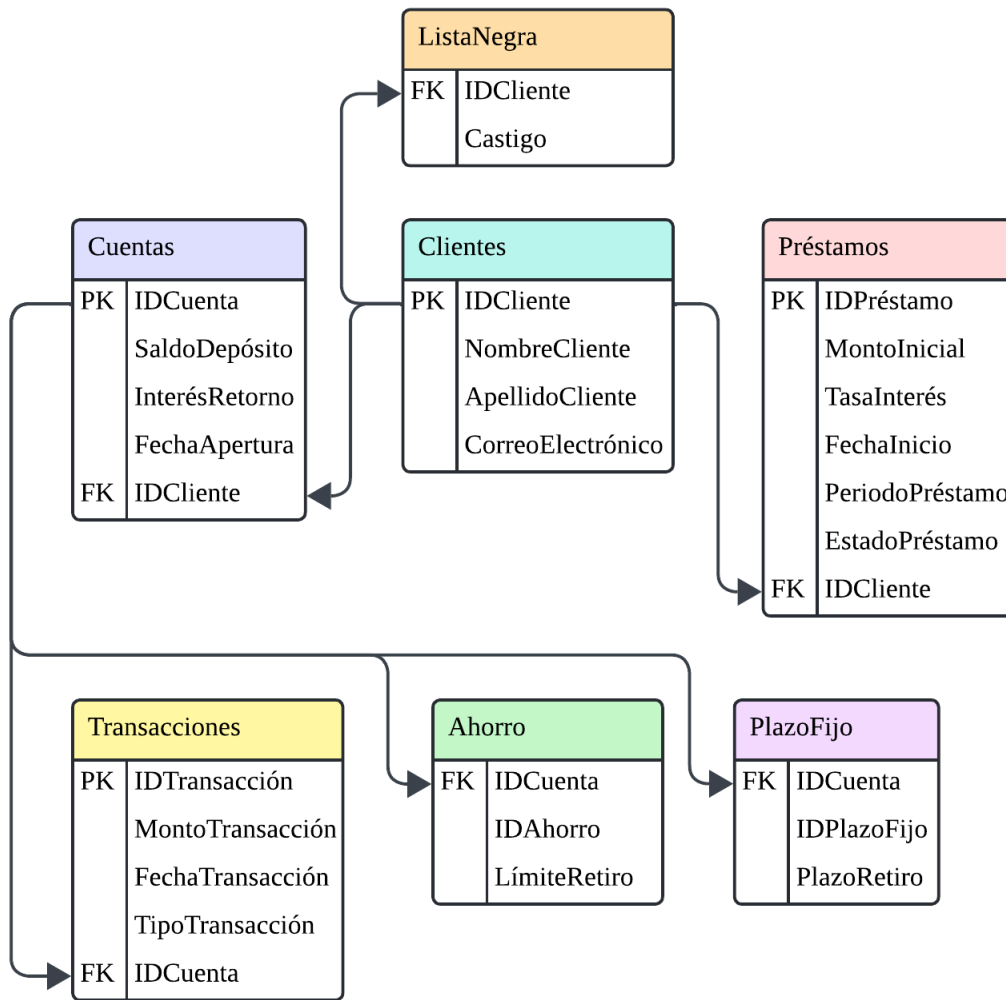 ListaNegra
FK IDCliente
Castigo
Cuentas
PK IDCuenta
SaldoDepósito
InterésRetorno
FechaApertura
FK IDCliente
Clientes
PK IDCliente
NombreCliente
ApellidoCliente
CorreoElectrónico
Préstamos
PK IDPréstamo
MontoInicial
TasaInterés
FechaInicio
PeriodoPréstamo
EstadoPréstamo
FK IDCliente
Transacciones
PK IDTransacción
MontoTransacción
FechaTransacción
TipoTransacción
FK IDCuenta
Ahorro
FK IDCuenta
IDAhorro
LímiteRetiro
PlazoFijo
FK IDCuenta
IDPlazoFijo
PlazoRetiro